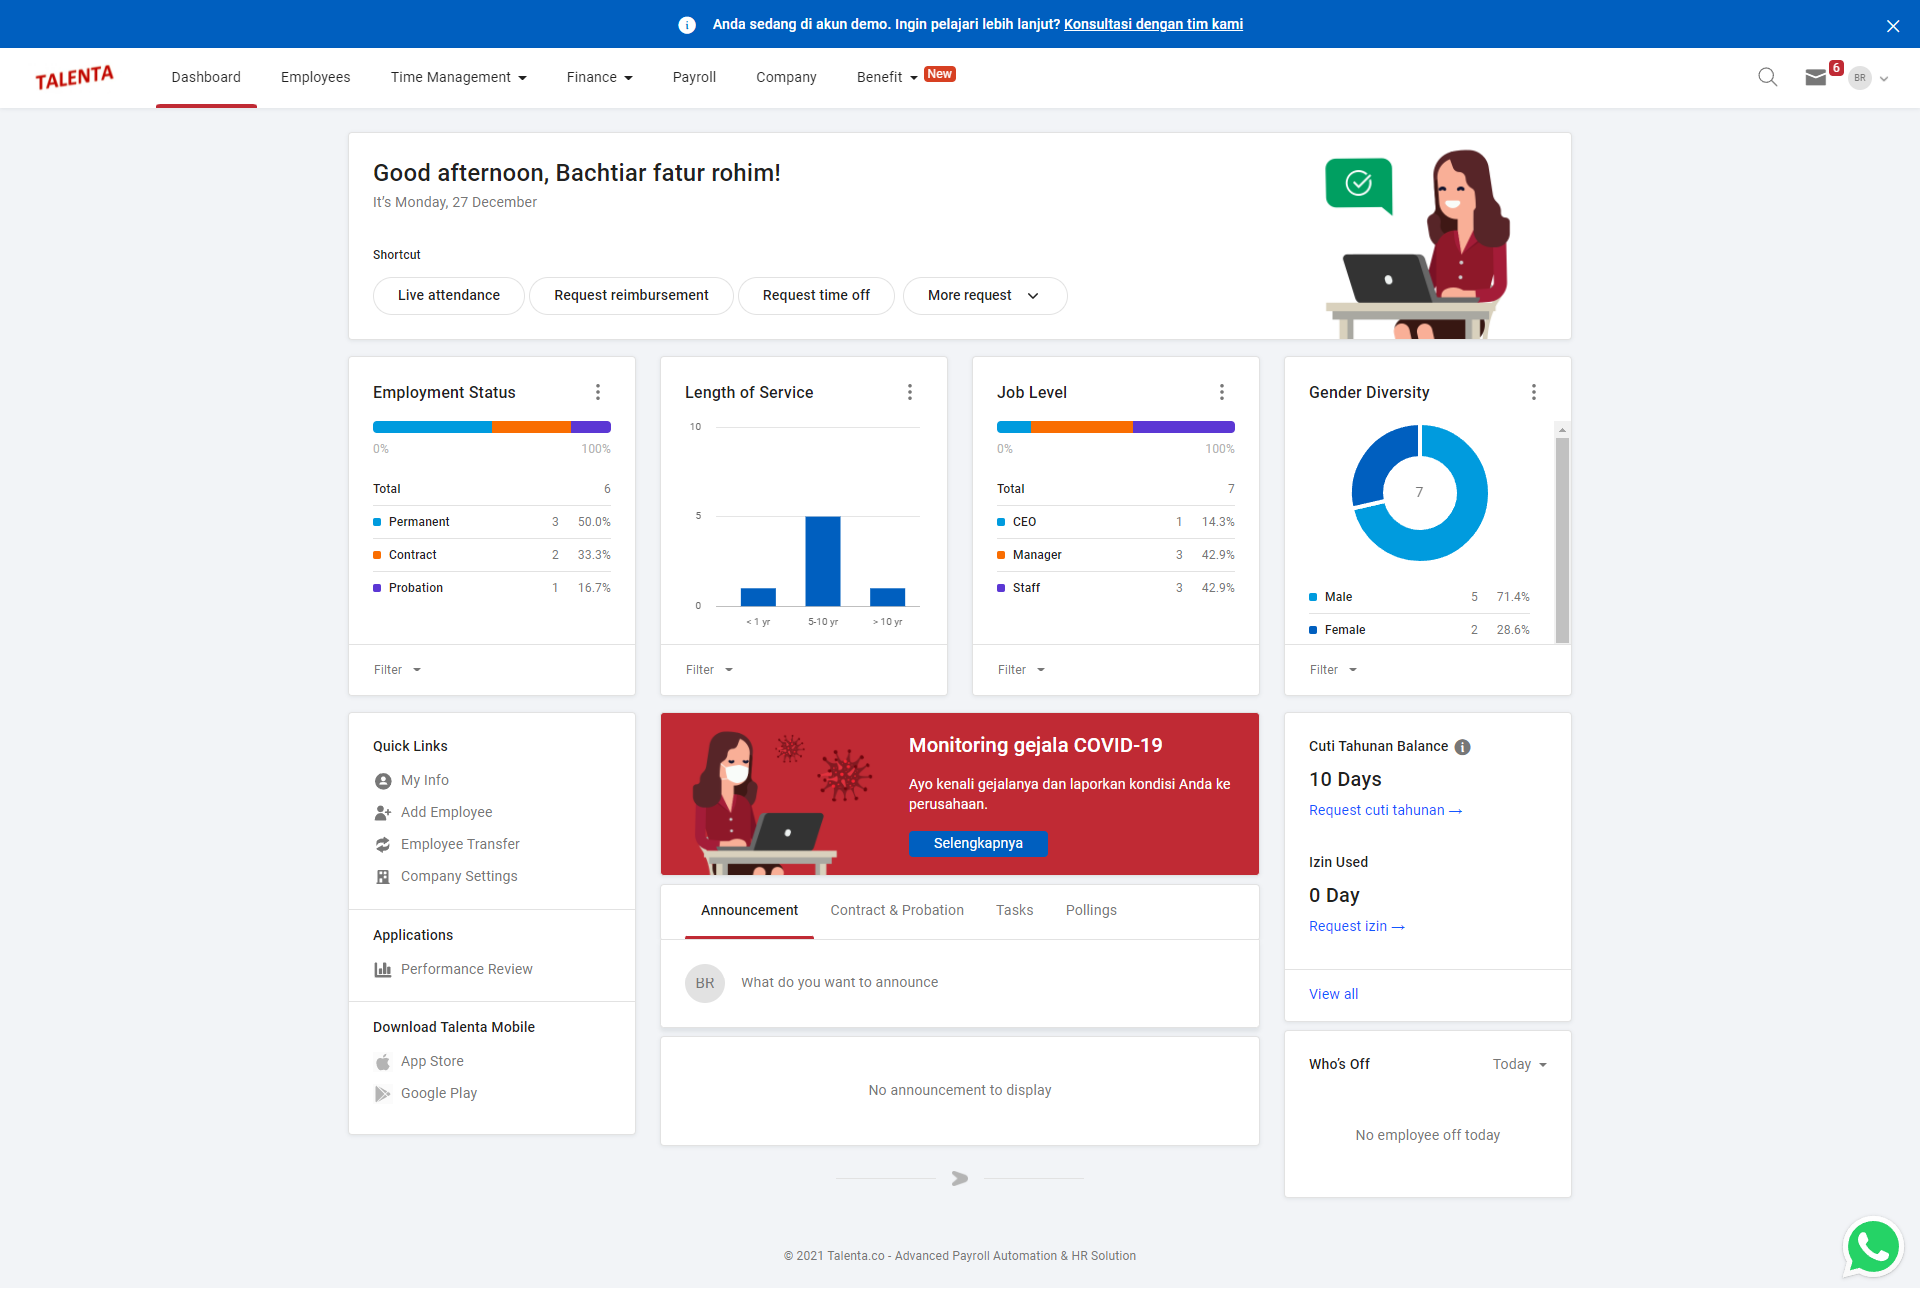 Anda sedang di akun demo. Ingin pelajari lebih lanjut? Konsultasi dengan tim kami
TALENTA
Dashboard
Employees
Time Management
Finance
Payroll
Company
Benefit
New
6
BR
Good afternoon, Bachtiar fatur rohim!
It's Monday, 27 December
Shortcut
Live attendance
Request reimbursement
Request time off
More request
Employment Status
0% 100%
Total 6
Permanent 3 50.0%
Contract 2 33.3%
Probation 1 16.7%
Filter
Length of Service
10
5
0
< 1 yr 5-10 yr > 10 yr
Filter
Job Level
0% 100%
Total 7
CEO 1 14.3%
Manager 3 42.9%
Staff 3 42.9%
Filter
Gender Diversity
7
Male 5 71.4%
Female 2 28.6%
Filter
Quick Links
My Info
Add Employee
Employee Transfer
Company Settings
Applications
Performance Review
Download Talenta Mobile
App Store
Google Play
Monitoring gejala COVID-19
Ayo kenali gejalanya dan laporkan kondisi Anda ke
perusahaan.
Selengkapnya
Announcement
Contract & Probation
Tasks
Pollings
BR
What do you want to announce
No announcement to display
Cuti Tahunan Balance
10 Days
Request cuti tahunan →
Izin Used
0 Day
Request izin →
View all
Who's Off
Today
No employee off today
© 2021 Talenta.co - Advanced Payroll Automation & HR Solution